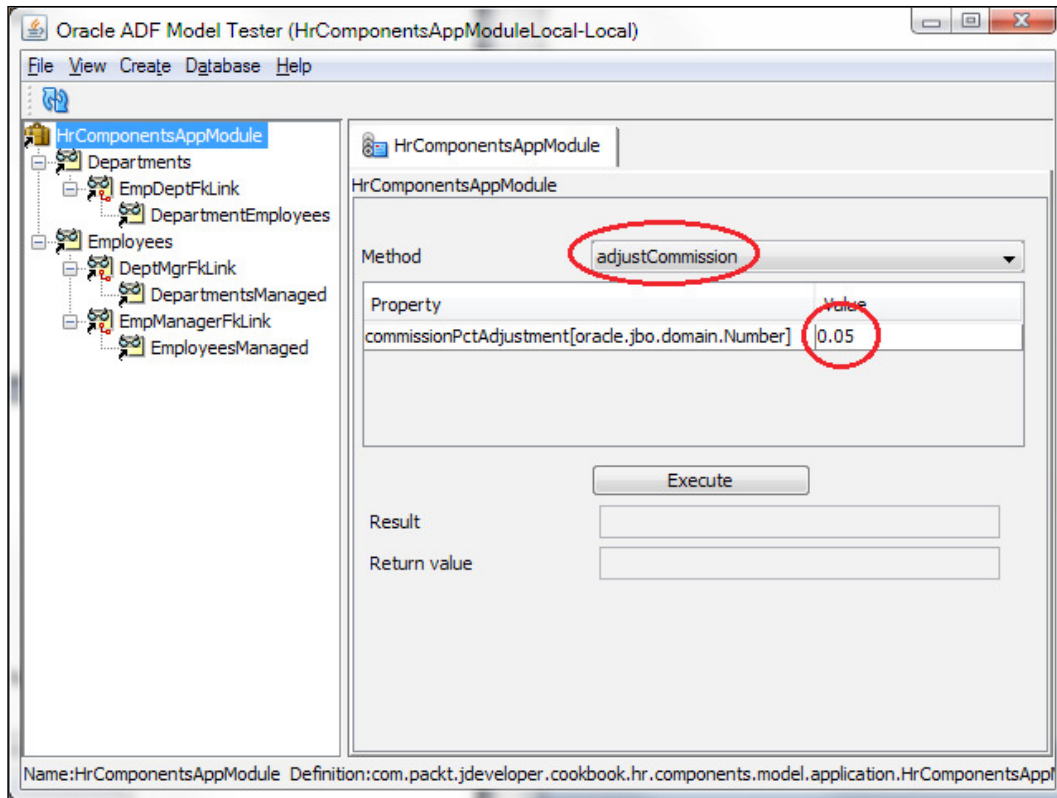 Oracle ADF Model Tester (HrComponentsAppModuleLocal-Local)
File View Create Database Help
HrComponentsAppModule
Departments
EmpDeptFkLink
DepartmentEmployees
Employees
DeptMgrFkLink
DepartmentsManaged
EmpManagerFkLink
EmployeesManaged
HrComponentsAppModule
HrComponentsAppModule
Method adjustCommission
Property Value
commissionPctAdjustment[oracle.jbo.domain.Number] 0.05
Execute
Result
Return value
Name:HrComponentsAppModule Definition:com.packt.jdeveloper.cookbook.hr.components.model.application.HrComponentsAppM